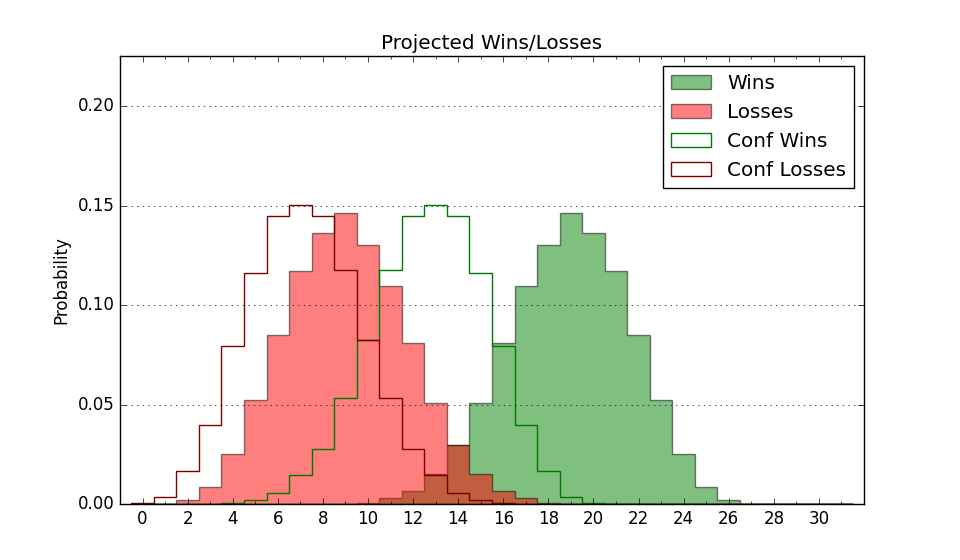 Projected Wins/Losses
Wins
Losses
Conf Wins
Conf Losses
Probability
0.20
0.15
0.10
0.05
0.00
0 2 4 6 8 10 12 14 16 18 20 22 24 26 28 30